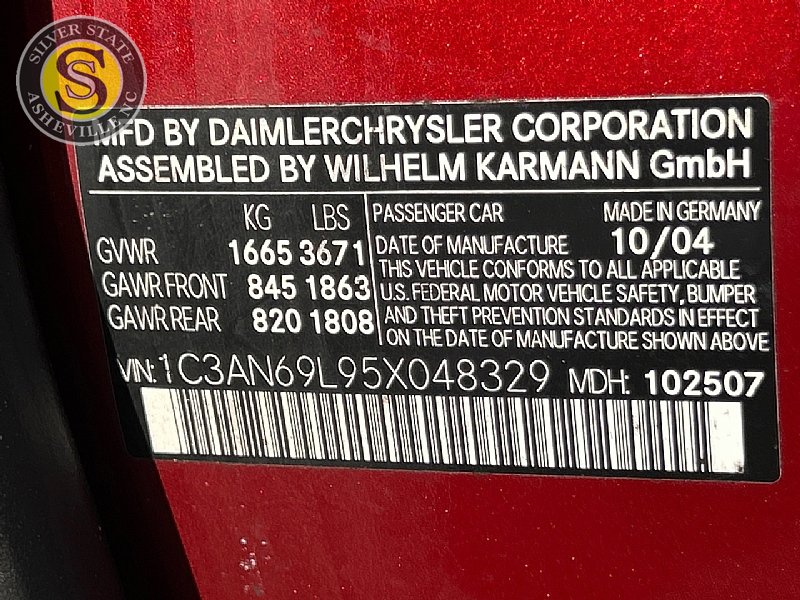 SILVER STATE
S
ASHEVILLE, NC
MFD BY DAIMLERCHRYSLER CORPORATION
ASSEMBLED BY WILHELM KARMANN GmbH
KG LBS
GVWR 1665 3671
GAWR FRONT 845 1863
GAWR REAR 820 1808
PASSENGER CAR MADE IN GERMANY
DATE OF MANUFACTURE 10/04
THIS VEHICLE CONFORMS TO ALL APPLICABLE
U.S. FEDERAL MOTOR VEHICLE SAFETY, BUMPER
AND THEFT PREVENTION STANDARDS IN EFFECT
ON THE DATE OF MANUFACTURE SHOWN ABOVE
VIN: 1C3AN69L95X048329 MDH: 102507